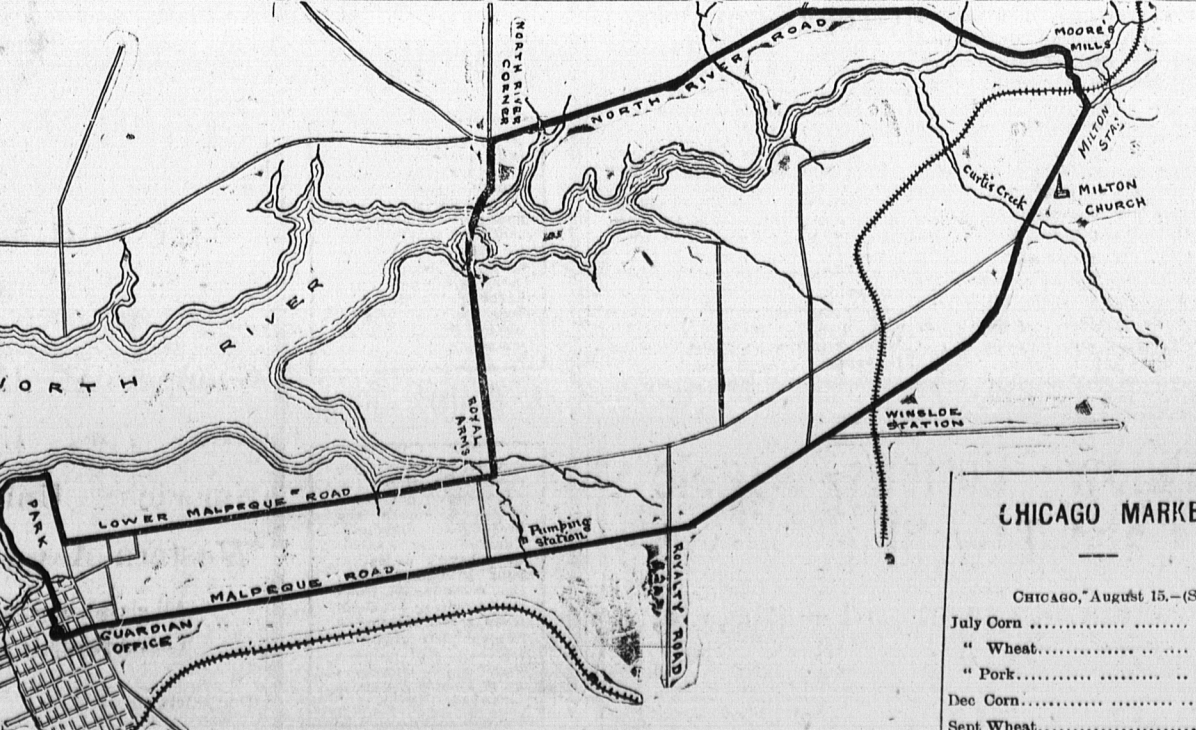 NORTH RIVER
CORNER
NORTH RIVER ROAD
MOORE'S
MILLS
MILTON
STA:
Curtis Creek
MILTON
CHURCH
RIVER
NORTH
ROYAL
ARMS
WINSLOE
STATION
PARK
LOWER MALPEQUE ROAD
Pumping
Station
ROYALTY ROAD
MALPEQUE ROAD
GUARDIAN
OFFICE
CHICAGO MARKE
CHICAGO, August 15.—(S
July Corn
" Wheat
" Pork
Dec Corn
Sept Wheat